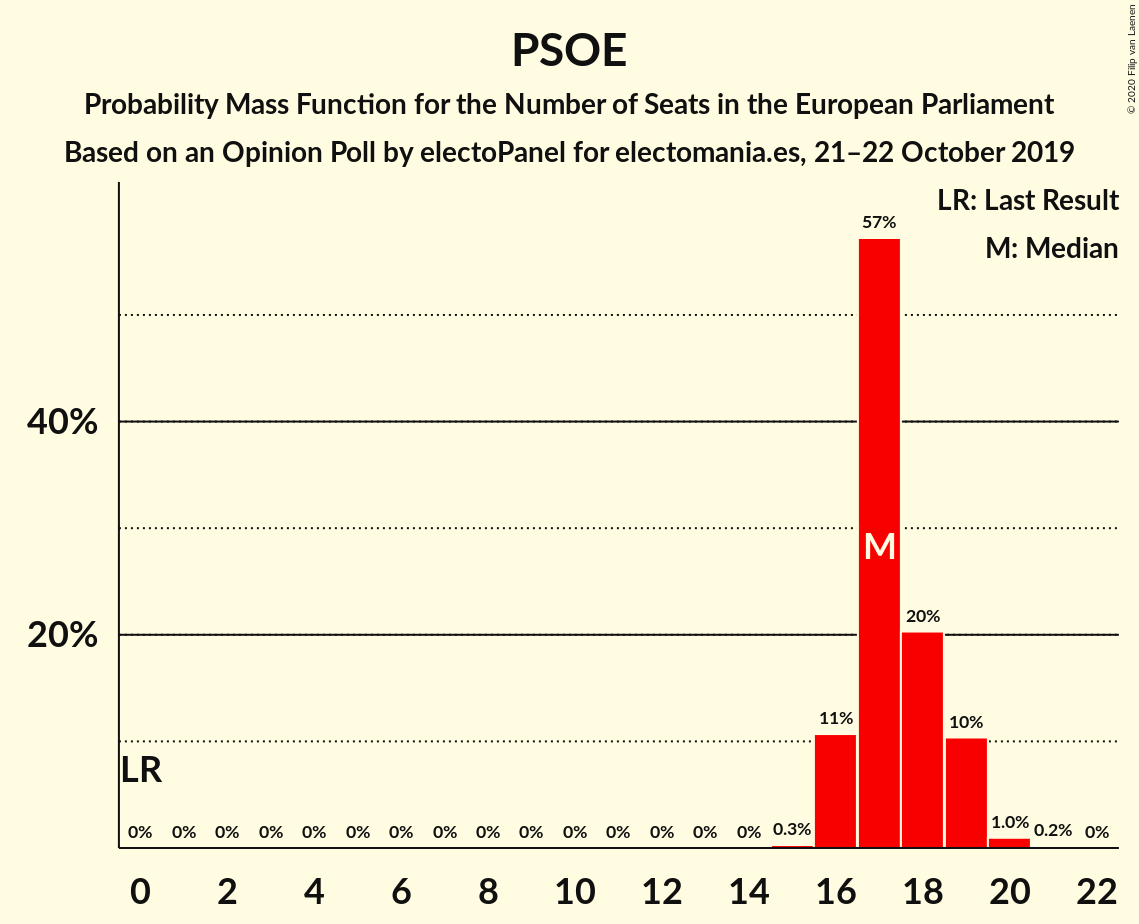 PSOE
Probability Mass Function for the Number of Seats in the European Parliament
Based on an Opinion Poll by electoPanel for electomania.es, 21–22 October 2019
© 2020 Filip van Laenen
LR: Last Result
M: Median
57%
40%
M
20%
20%
11%
10%
LR
0% 0% 0% 0% 0% 0% 0% 0% 0% 0% 0% 0% 0% 0% 0% 0.3% 1.0% 0.2% 0%
0 2 4 6 8 10 12 14 16 18 20 22